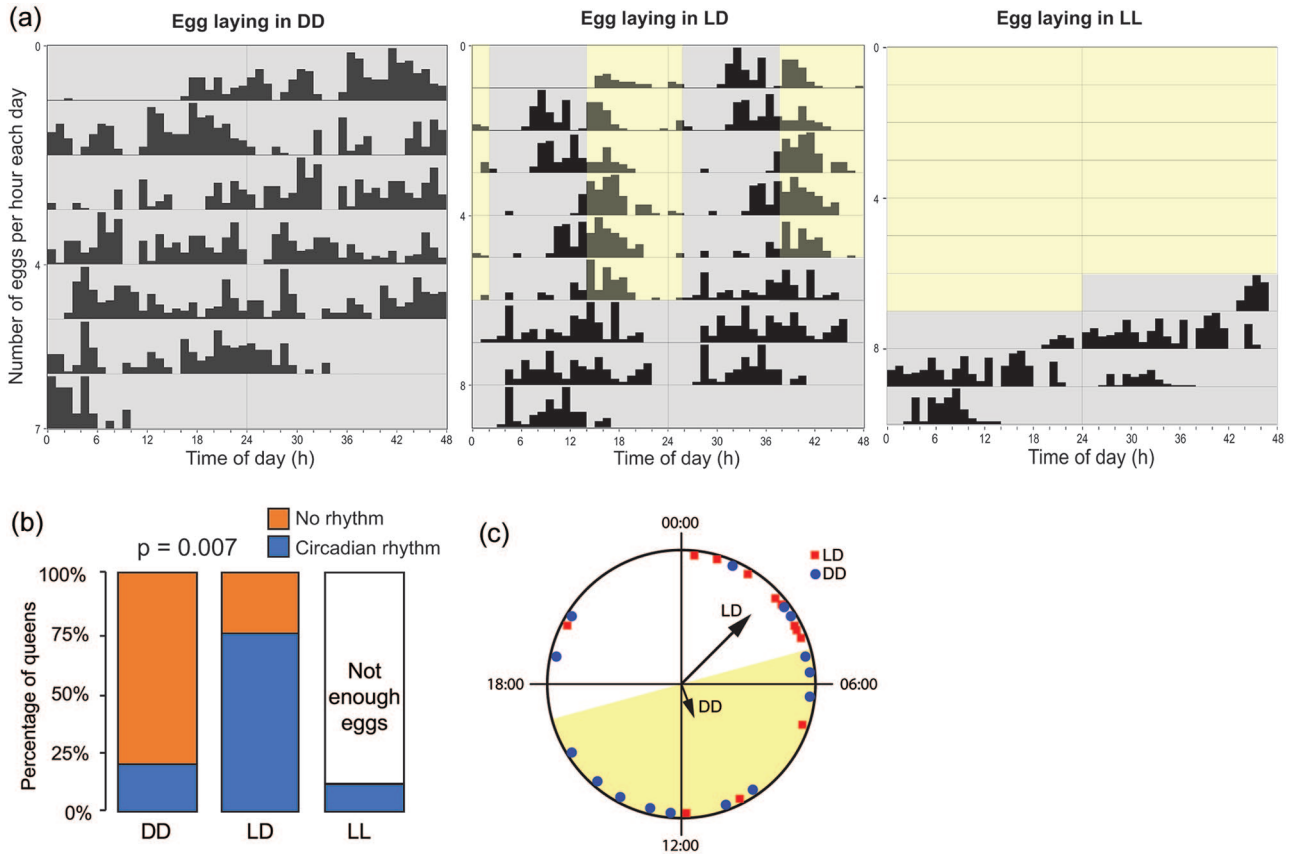 (a)
Egg laying in DD
Egg laying in LD
Egg laying in LL
Number of eggs per hour each day
0
4
7
0 6 12 18 24 30 36 42 48
Time of day (h)
0
4
8
0 6 12 18 24 30 36 42 48
Time of day (h)
0
4
8
6 12 18 24 30 36 42 48
Time of day (h)
(b)
No rhythm
Circadian rhythm
p = 0.007
Percentage of queens
100%
75%
50%
25%
0%
Not
enough
eggs
DD
LD
LL
(c)
00:00
LD
DD
LD
18:00
06:00
DD
12:00